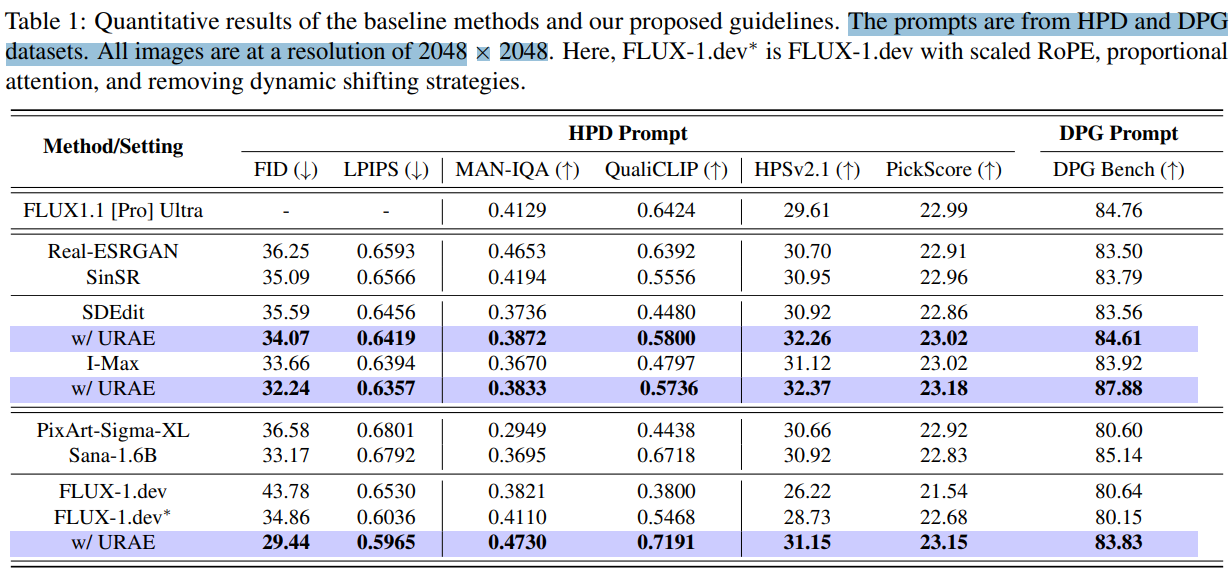 Table 1: Quantitative results of the baseline methods and our proposed guidelines. The prompts are from HPD and DPG
datasets. All images are at a resolution of 2048 × 2048. Here, FLUX-1.dev* is FLUX-1.dev with scaled RoPE, proportional
attention, and removing dynamic shifting strategies.
Method/Setting HPD Prompt DPG Prompt
FID (↓) LPIPS (↓) MAN-IQA (↑) QualiCLIP (↑) HPSv2.1 (↑) PickScore (↑) DPG Bench (↑)
FLUX1.1 [Pro] Ultra - - 0.4129 0.6424 29.61 22.99 84.76
Real-ESRGAN 36.25 0.6593 0.4653 0.6392 30.70 22.91 83.50
SinSR 35.09 0.6566 0.4194 0.5556 30.95 22.96 83.79
SDEdit 35.59 0.6456 0.3736 0.4480 30.92 22.86 83.56
w/ URAE 34.07 0.6419 0.3872 0.5800 32.26 23.02 84.61
I-Max 33.66 0.6394 0.3670 0.4797 31.12 23.02 83.92
w/ URAE 32.24 0.6357 0.3833 0.5736 32.37 23.18 87.88
PixArt-Sigma-XL 36.58 0.6801 0.2949 0.4438 30.66 22.92 80.60
Sana-1.6B 33.17 0.6792 0.3695 0.6718 30.92 22.83 85.14
FLUX-1.dev 43.78 0.6530 0.3821 0.3800 26.22 21.54 80.64
FLUX-1.dev* 34.86 0.6036 0.4110 0.5468 28.73 22.68 80.15
w/ URAE 29.44 0.5965 0.4730 0.7191 31.15 23.15 83.83